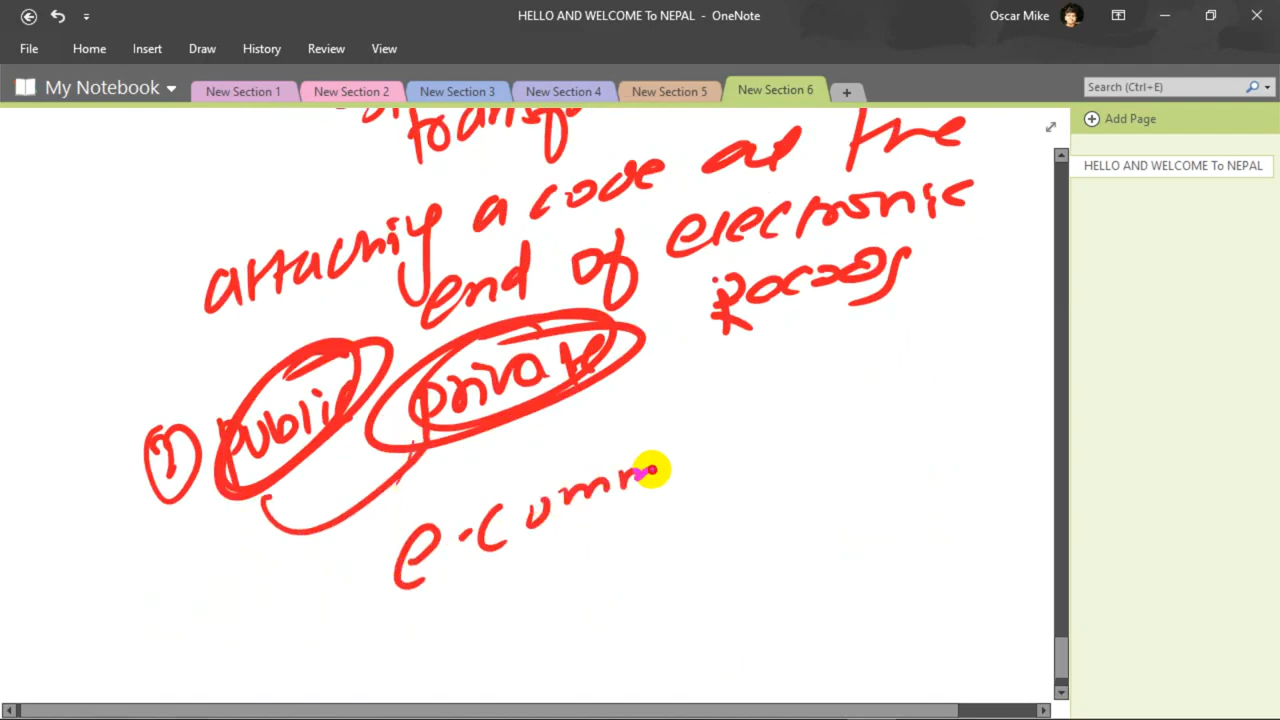 HELLO AND WELCOME To NEPAL - OneNote
Oscar Mike
File Home Insert Draw History Review View
My Notebook
New Section 1 New Section 2 New Section 3 New Section 4 New Section 5 New Section 6
Search (Ctrl+E)
Add Page
HELLO AND WELCOME To NEPAL
attaching a code at the
end of electronic
public private
e-comm